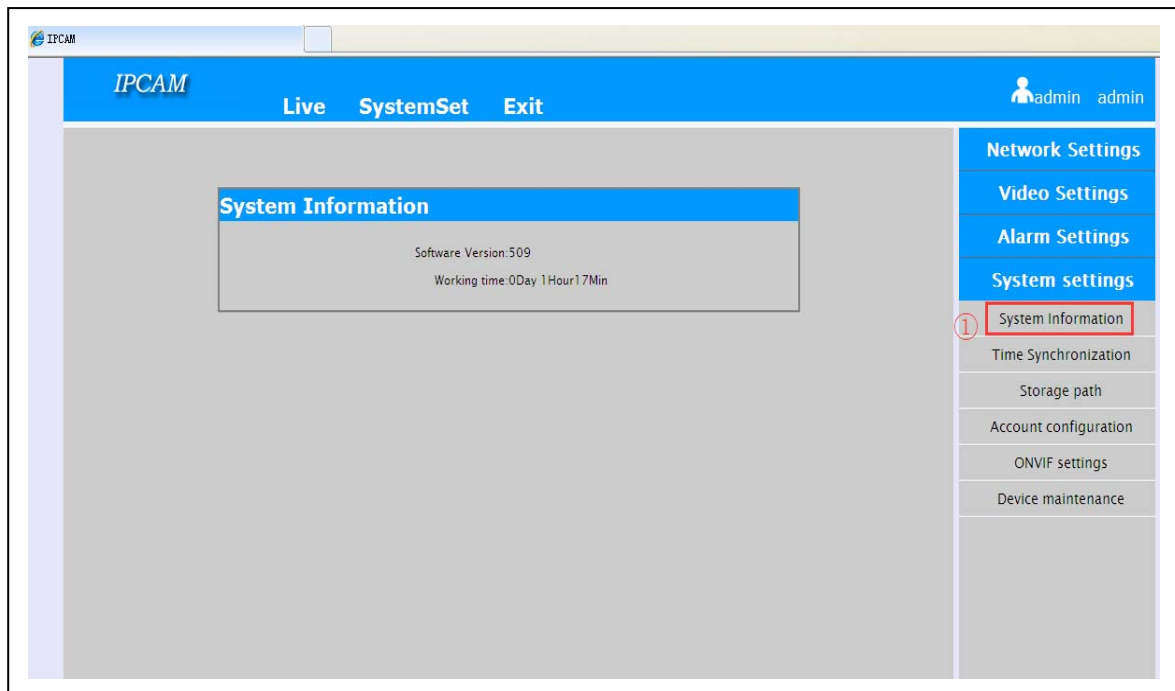 IPCAM
IPCAM
Live SystemSet Exit
admin admin
Network Settings
Video Settings
Alarm Settings
System settings
① System Information
Time Synchronization
Storage path
Account configuration
ONVIF settings
Device maintenance
System Information
Software Version:509
Working time:0Day 1Hour17Min